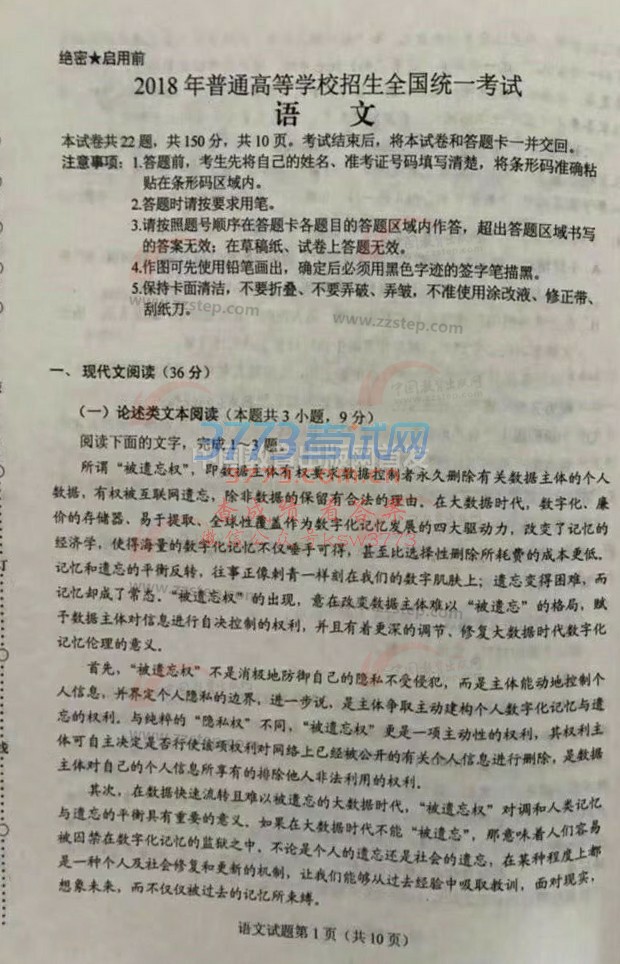 绝密★启用前
2018年普通高等学校招生全国统一考试
语 文
本试卷共22题，共150分，共10页。考试结束后，将本试卷和答题卡一并交回。
注意事项：1.答题前，考生先将自己的姓名、准考证号码填写清楚，将条形码准确粘
贴在条形码区域内。
2.答题时请按要求用笔。
3.请按照题号顺序在答题卡各题目的答题区域内作答，超出答题区域书写
的答案无效；在草稿纸、试卷上答题无效。
4.作图可先使用铅笔画出，确定后必须用黑色字迹的签字笔描黑。
5.保持卡面清洁，不要折叠、不要弄破、弄皱，不准使用涂改液、修正带、
刮纸刀。
www.zzstep.com
www.zzstep.com
一、现代文阅读（36分）
（一）论述类文本阅读（本题共3小题，9分）
阅读下面的文字，完成1～3题。
3773考试网
所谓“被遗忘权”，即数据主体有权要求数据控制者永久删除有关数据主体的个人
数据，有权被互联网遗忘，除非数据的保留有合法的理由。在大数据时代，数字化、廉
价的存储器、易于提取、全球性覆盖作为数字化记忆发展的四大驱动力，改变了记忆的
经济学，使得海量的数字化记忆不仅唾手可得，甚至比选择性删除所耗费的成本更低。
记忆和遗忘的平衡反转，往事正像刺青一样刻在我们的数字肌肤上；遗忘变得困难，而
记忆却成了常态。“被遗忘权”的出现，意在改变数据主体难以“被遗忘”的格局，赋
予数据主体对信息进行自决控制的权利，并且有着更深的调节、修复大数据时代数字化
记忆伦理的意义。
首先，“被遗忘权”不是消极地防御自己的隐私不受侵犯，而是主体能动地控制个
人信息，并界定个人隐私的边界，进一步说，是主体争取主动建构个人数字化记忆与遗
忘的权利。与纯粹的“隐私权”不同，“被遗忘权”更是一项主动性的权利，其权利主
体可自主决定是否行使该项权利对网络上已经被公开的有关个人信息进行删除，是数据
主体对自己的个人信息所享有的排除他人非法利用的权利。
其次，在数据快速流转且难以被遗忘的大数据时代，“被遗忘权”对调和人类记忆
与遗忘的平衡具有重要的意义。如果在大数据时代不能“被遗忘”，那意味着人们容易
被囚禁在数字化记忆的监狱之中。不论是个人的遗忘还是社会的遗忘，在某种程度上都
是一种个人及社会修复和更新的机制，让我们能够从过去经验中吸取教训，面对现实，
想象未来，而不仅仅被过去的记忆所束缚。
语文试题第1页（共10页）